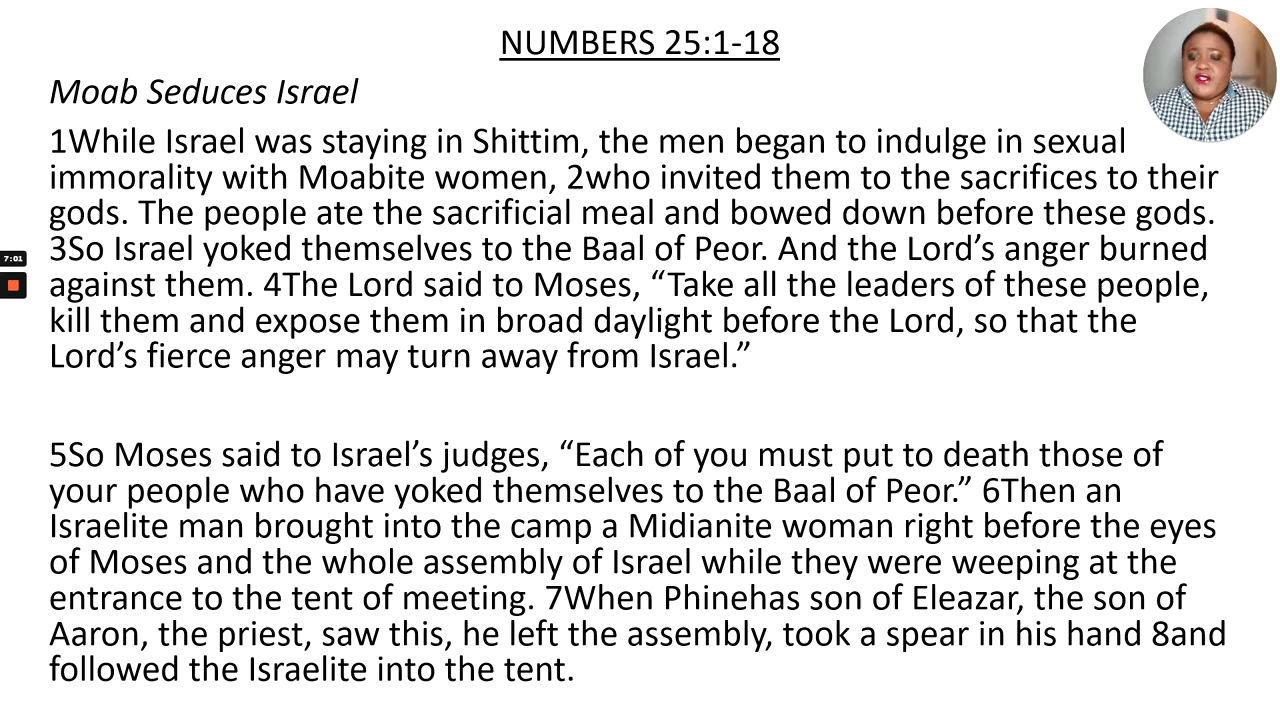 NUMBERS 25:1-18
Moab Seduces Israel
1While Israel was staying in Shittim, the men began to indulge in sexual
immorality with Moabite women, 2who invited them to the sacrifices to their
gods. The people ate the sacrificial meal and bowed down before these gods.
3So Israel yoked themselves to the Baal of Peor. And the Lord’s anger burned
against them. 4The Lord said to Moses, “Take all the leaders of these people,
kill them and expose them in broad daylight before the Lord, so that the
Lord’s fierce anger may turn away from Israel.”
7:01
5So Moses said to Israel’s judges, “Each of you must put to death those of
your people who have yoked themselves to the Baal of Peor.” 6Then an
Israelite man brought into the camp a Midianite woman right before the eyes
of Moses and the whole assembly of Israel while they were weeping at the
entrance to the tent of meeting. 7When Phinehas son of Eleazar, the son of
Aaron, the priest, saw this, he left the assembly, took a spear in his hand 8and
followed the Israelite into the tent.